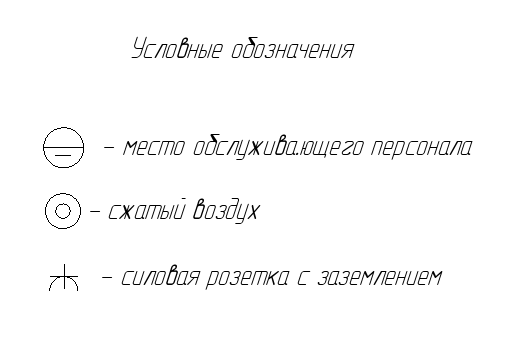 Условные обозначения
- место обслуживающего персонала
- сжатый воздух
- силовая розетка с заземлением